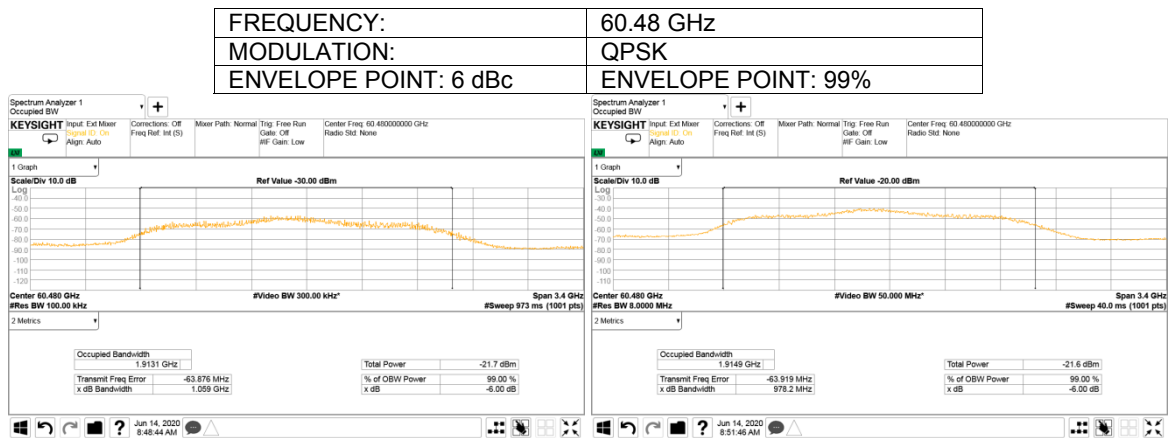 FREQUENCY: 60.48 GHz
MODULATION: QPSK
ENVELOPE POINT: 6 dBc ENVELOPE POINT: 99%
Spectrum Analyzer 1
Occupied BW
+
KEYSIGHT Input: Ext Mixer Corrections: Off Mixer Path: Normal Trig: Free Run Center Freq: 60.480000000 GHz
Signal ID: On Freq Ref: Int (S) Gate: Off Radio Std: None
Align: Auto #IF Gain: Low
1 Graph
Scale/Div 10.0 dB Ref Value -30.00 dBm
Log
-40.0
-50.0
-60.0
-70.0
-80.0
-90.0
-100
-110
-120
Center 60.480 GHz #Video BW 300.00 kHz* Span 3.4 GHz
#Res BW 100.00 kHz #Sweep 973 ms (1001 pts)
2 Metrics
Occupied Bandwidth
1.9131 GHz Total Power -21.7 dBm
Transmit Freq Error -63.876 MHz % of OBW Power 99.00 %
x dB Bandwidth 1.059 GHz x dB -6.00 dB
? Jun 14, 2020
8:48:44 AM
Spectrum Analyzer 1
Occupied BW
+
KEYSIGHT Input: Ext Mixer Corrections: Off Mixer Path: Normal Trig: Free Run Center Freq: 60.480000000 GHz
Signal ID: On Freq Ref: Int (S) Gate: Off Radio Std: None
Align: Auto #IF Gain: Low
1 Graph
Scale/Div 10.0 dB Ref Value -20.00 dBm
Log
-30.0
-40.0
-50.0
-60.0
-70.0
-80.0
-90.0
-100
-110
Center 60.480 GHz #Video BW 50.000 MHz* Span 3.4 GHz
#Res BW 8.0000 MHz #Sweep 40.0 ms (1001 pts)
2 Metrics
Occupied Bandwidth
1.9149 GHz Total Power -21.6 dBm
Transmit Freq Error -63.919 MHz % of OBW Power 99.00 %
x dB Bandwidth 978.2 MHz x dB -6.00 dB
? Jun 14, 2020
8:51:46 AM